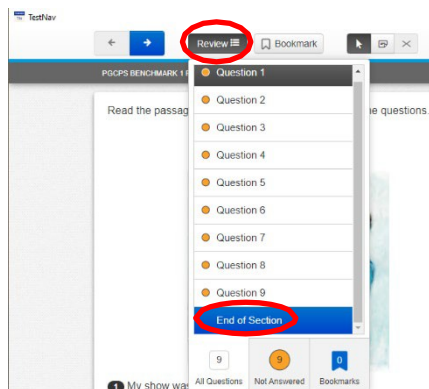 TestNav
Review
Bookmark
PGCPS BENCHMARK 1
Question 1
Read the passag
e questions.
Question 2
Question 3
Question 4
Question 5
Question 6
Question 7
Question 8
Question 9
End of Section
9
9
0
All Questions
Not Answered
Bookmarks
1 My show was